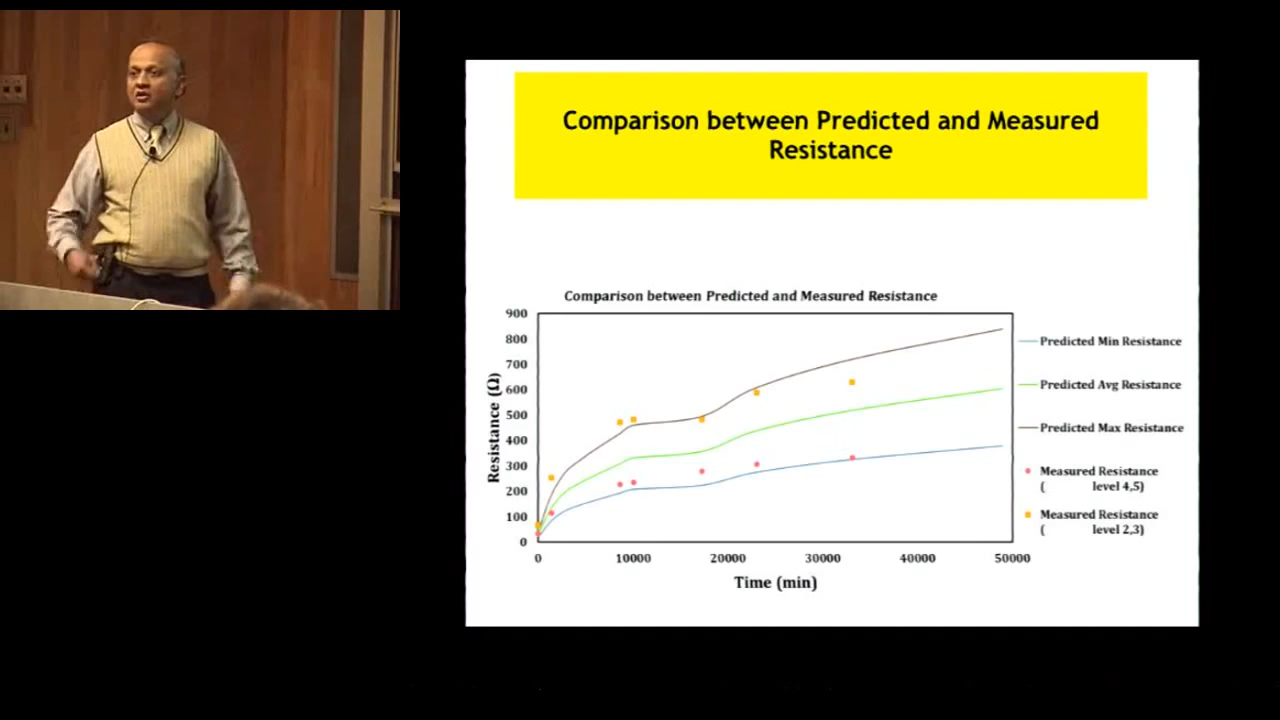 Comparison between Predicted and Measured
Resistance
Comparison between Predicted and Measured Resistance
900
800
700
600
500
400
300
200
100
0
Resistance (Ω)
0 10000 20000 30000 40000 50000
Time (min)
Predicted Min Resistance
Predicted Avg Resistance
Predicted Max Resistance
Measured Resistance
( level 4,5)
Measured Resistance
( level 2,3)